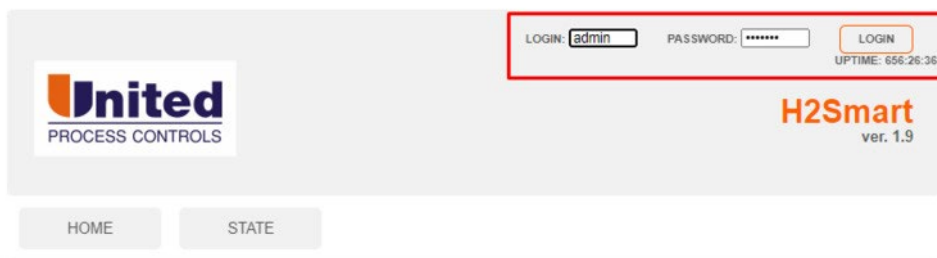 LOGIN: admin PASSWORD: ••••••• LOGIN
UPTIME: 656:26:36
United
PROCESS CONTROLS
H2Smart
ver. 1.9
HOME STATE